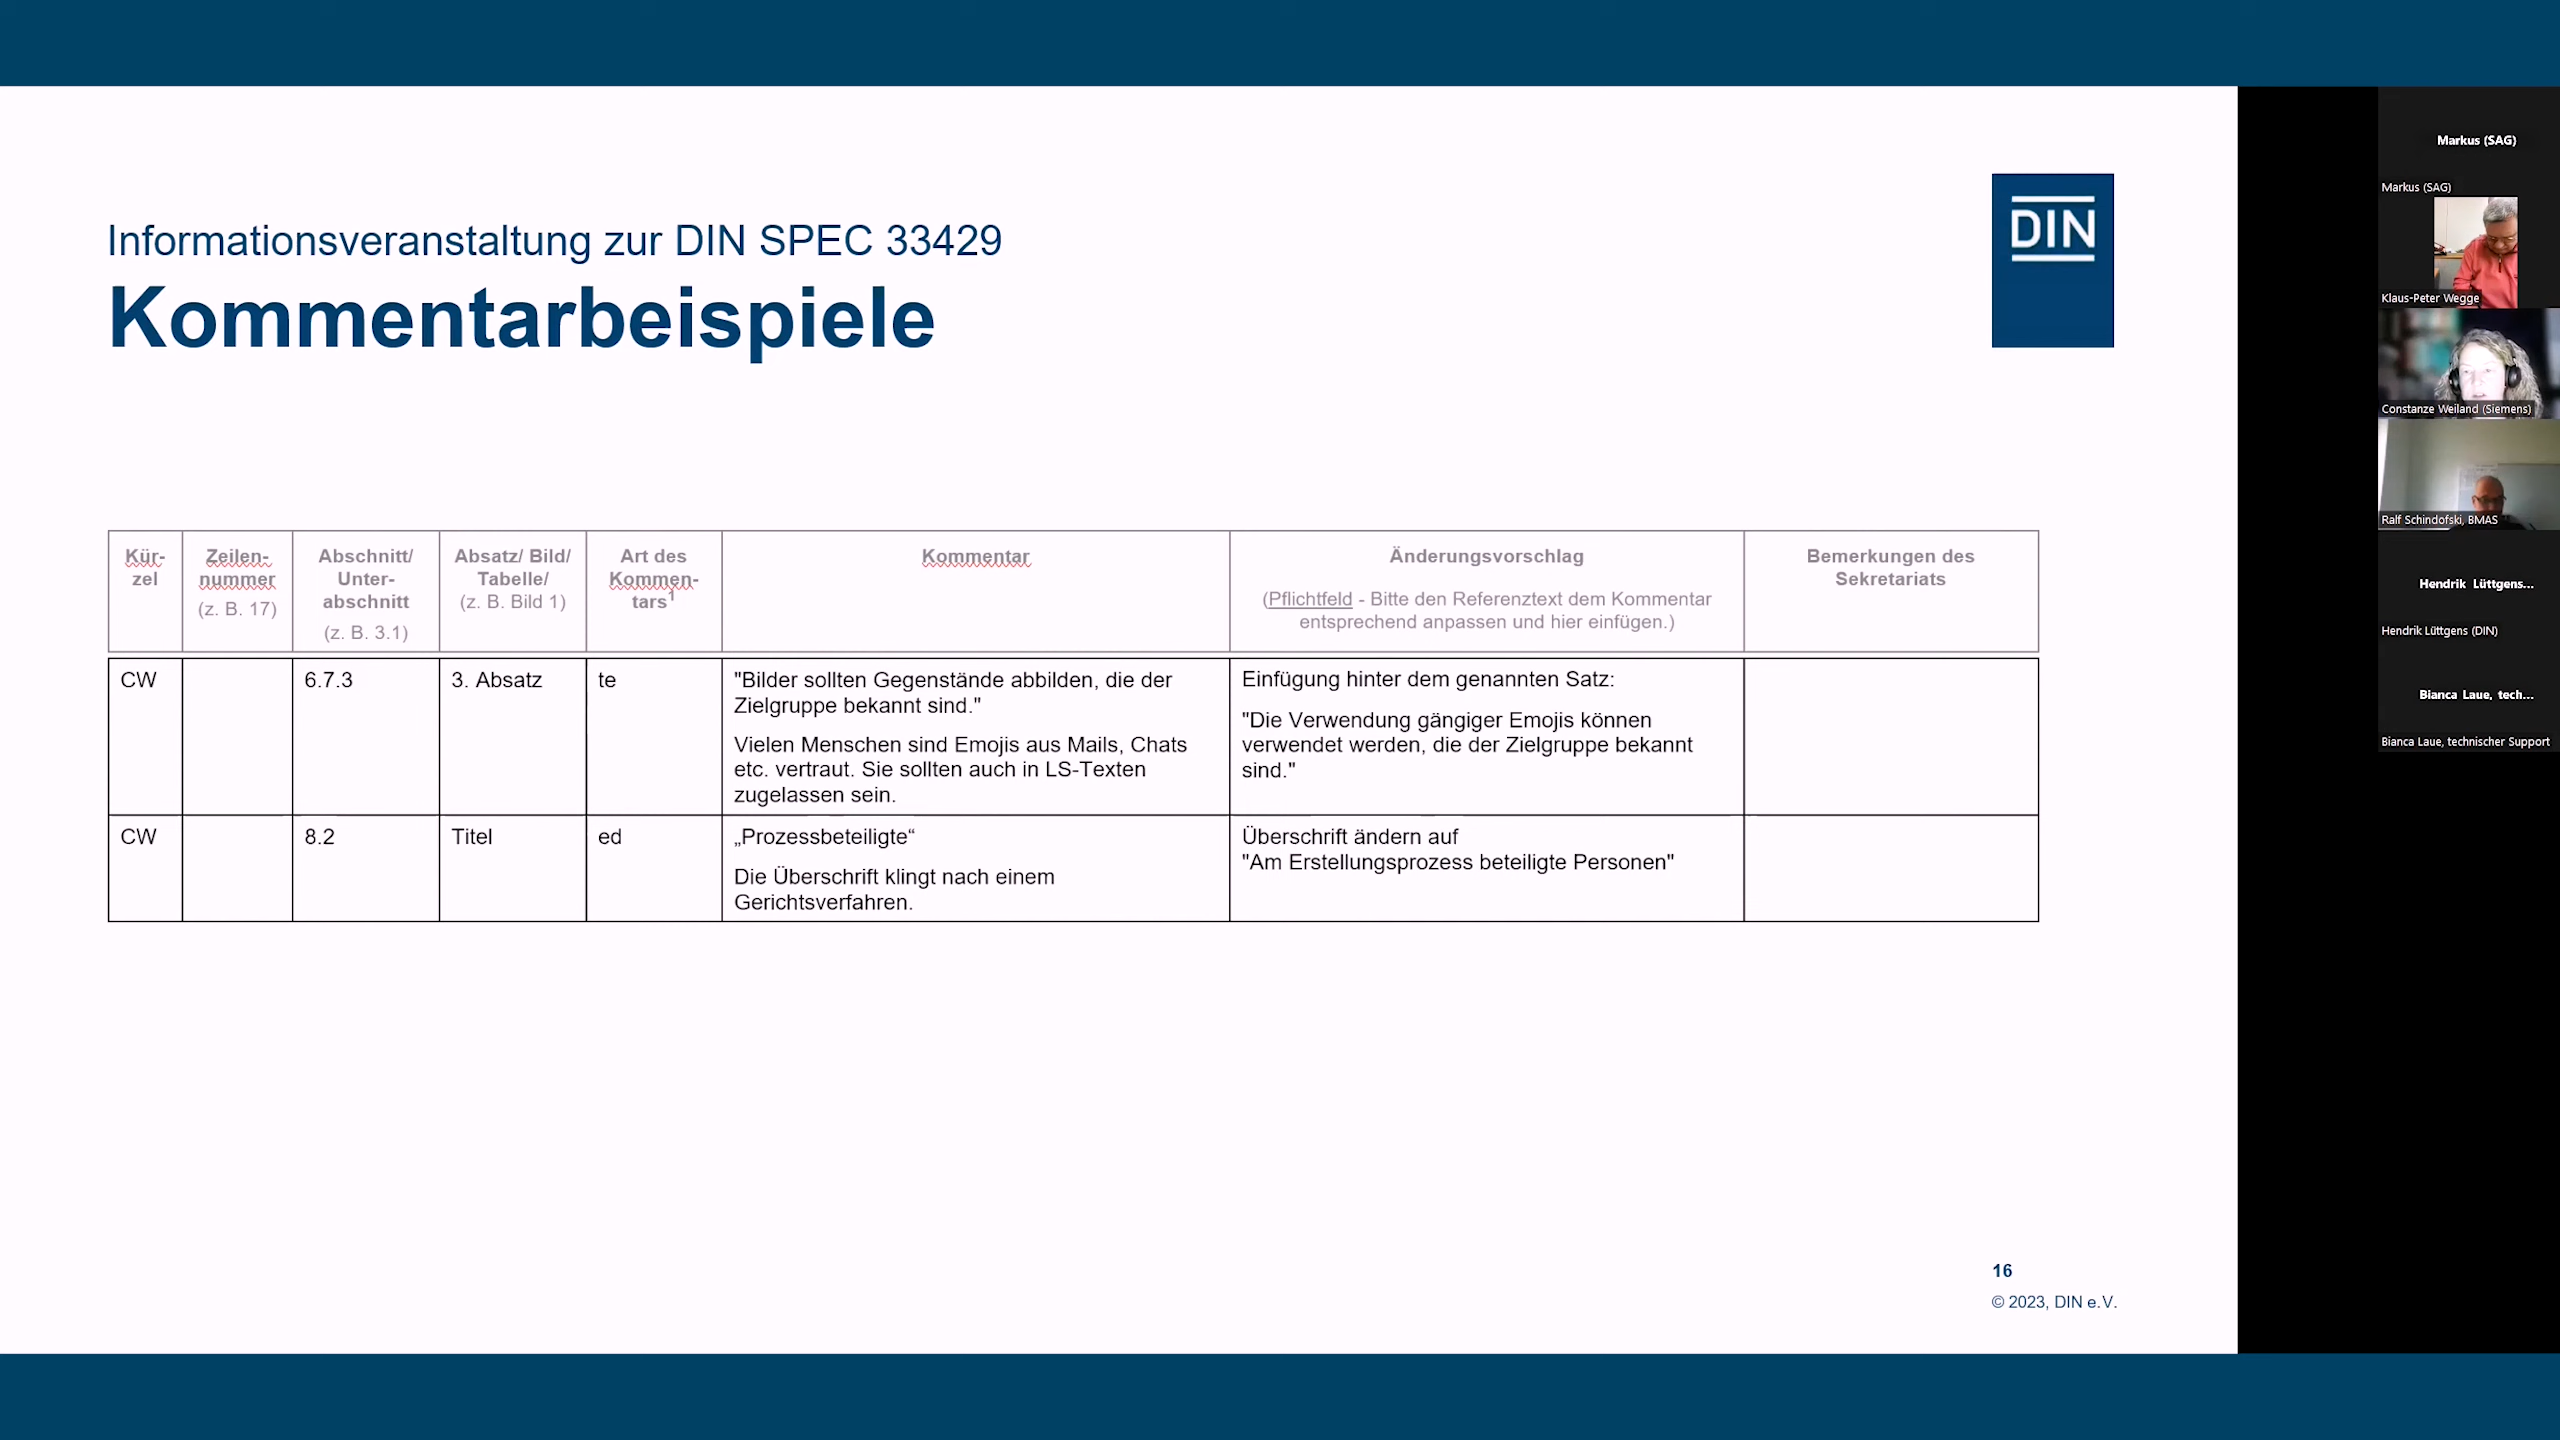 Informationsveranstaltung zur DIN SPEC 33429
Kommentarbeispiele
DIN
Kür-
zel
Zeilen-
nummer
(z. B. 17)
Abschnitt/
Unter-
abschnitt
(z. B. 3.1)
Absatz/ Bild/
Tabelle/
(z. B. Bild 1)
Art des
Kommen-
tars1
Kommentar
Änderungsvorschlag
(Pflichtfeld - Bitte den Referenztext dem Kommentar
entsprechend anpassen und hier einfügen.)
Bemerkungen des
Sekretariats
CW
6.7.3
3. Absatz
te
"Bilder sollten Gegenstände abbilden, die der
Zielgruppe bekannt sind."
Vielen Menschen sind Emojis aus Mails, Chats
etc. vertraut. Sie sollten auch in LS-Texten
zugelassen sein.
Einfügung hinter dem genannten Satz:
"Die Verwendung gängiger Emojis können
verwendet werden, die der Zielgruppe bekannt
sind."
CW
8.2
Titel
ed
„Prozessbeteiligte“
Die Überschrift klingt nach einem
Gerichtsverfahren.
Überschrift ändern auf
"Am Erstellungsprozess beteiligte Personen"
16
© 2023, DIN e.V.
Markus (SAG)
Markus (SAG)
Klaus-Peter Wegge
Constanze Weiland (Siemens)
Ralf Schindofski, BMAS
Hendrik Lüttgens...
Hendrik Lüttgens (DIN)
Bianca Laue, tech...
Bianca Laue, technischer Support